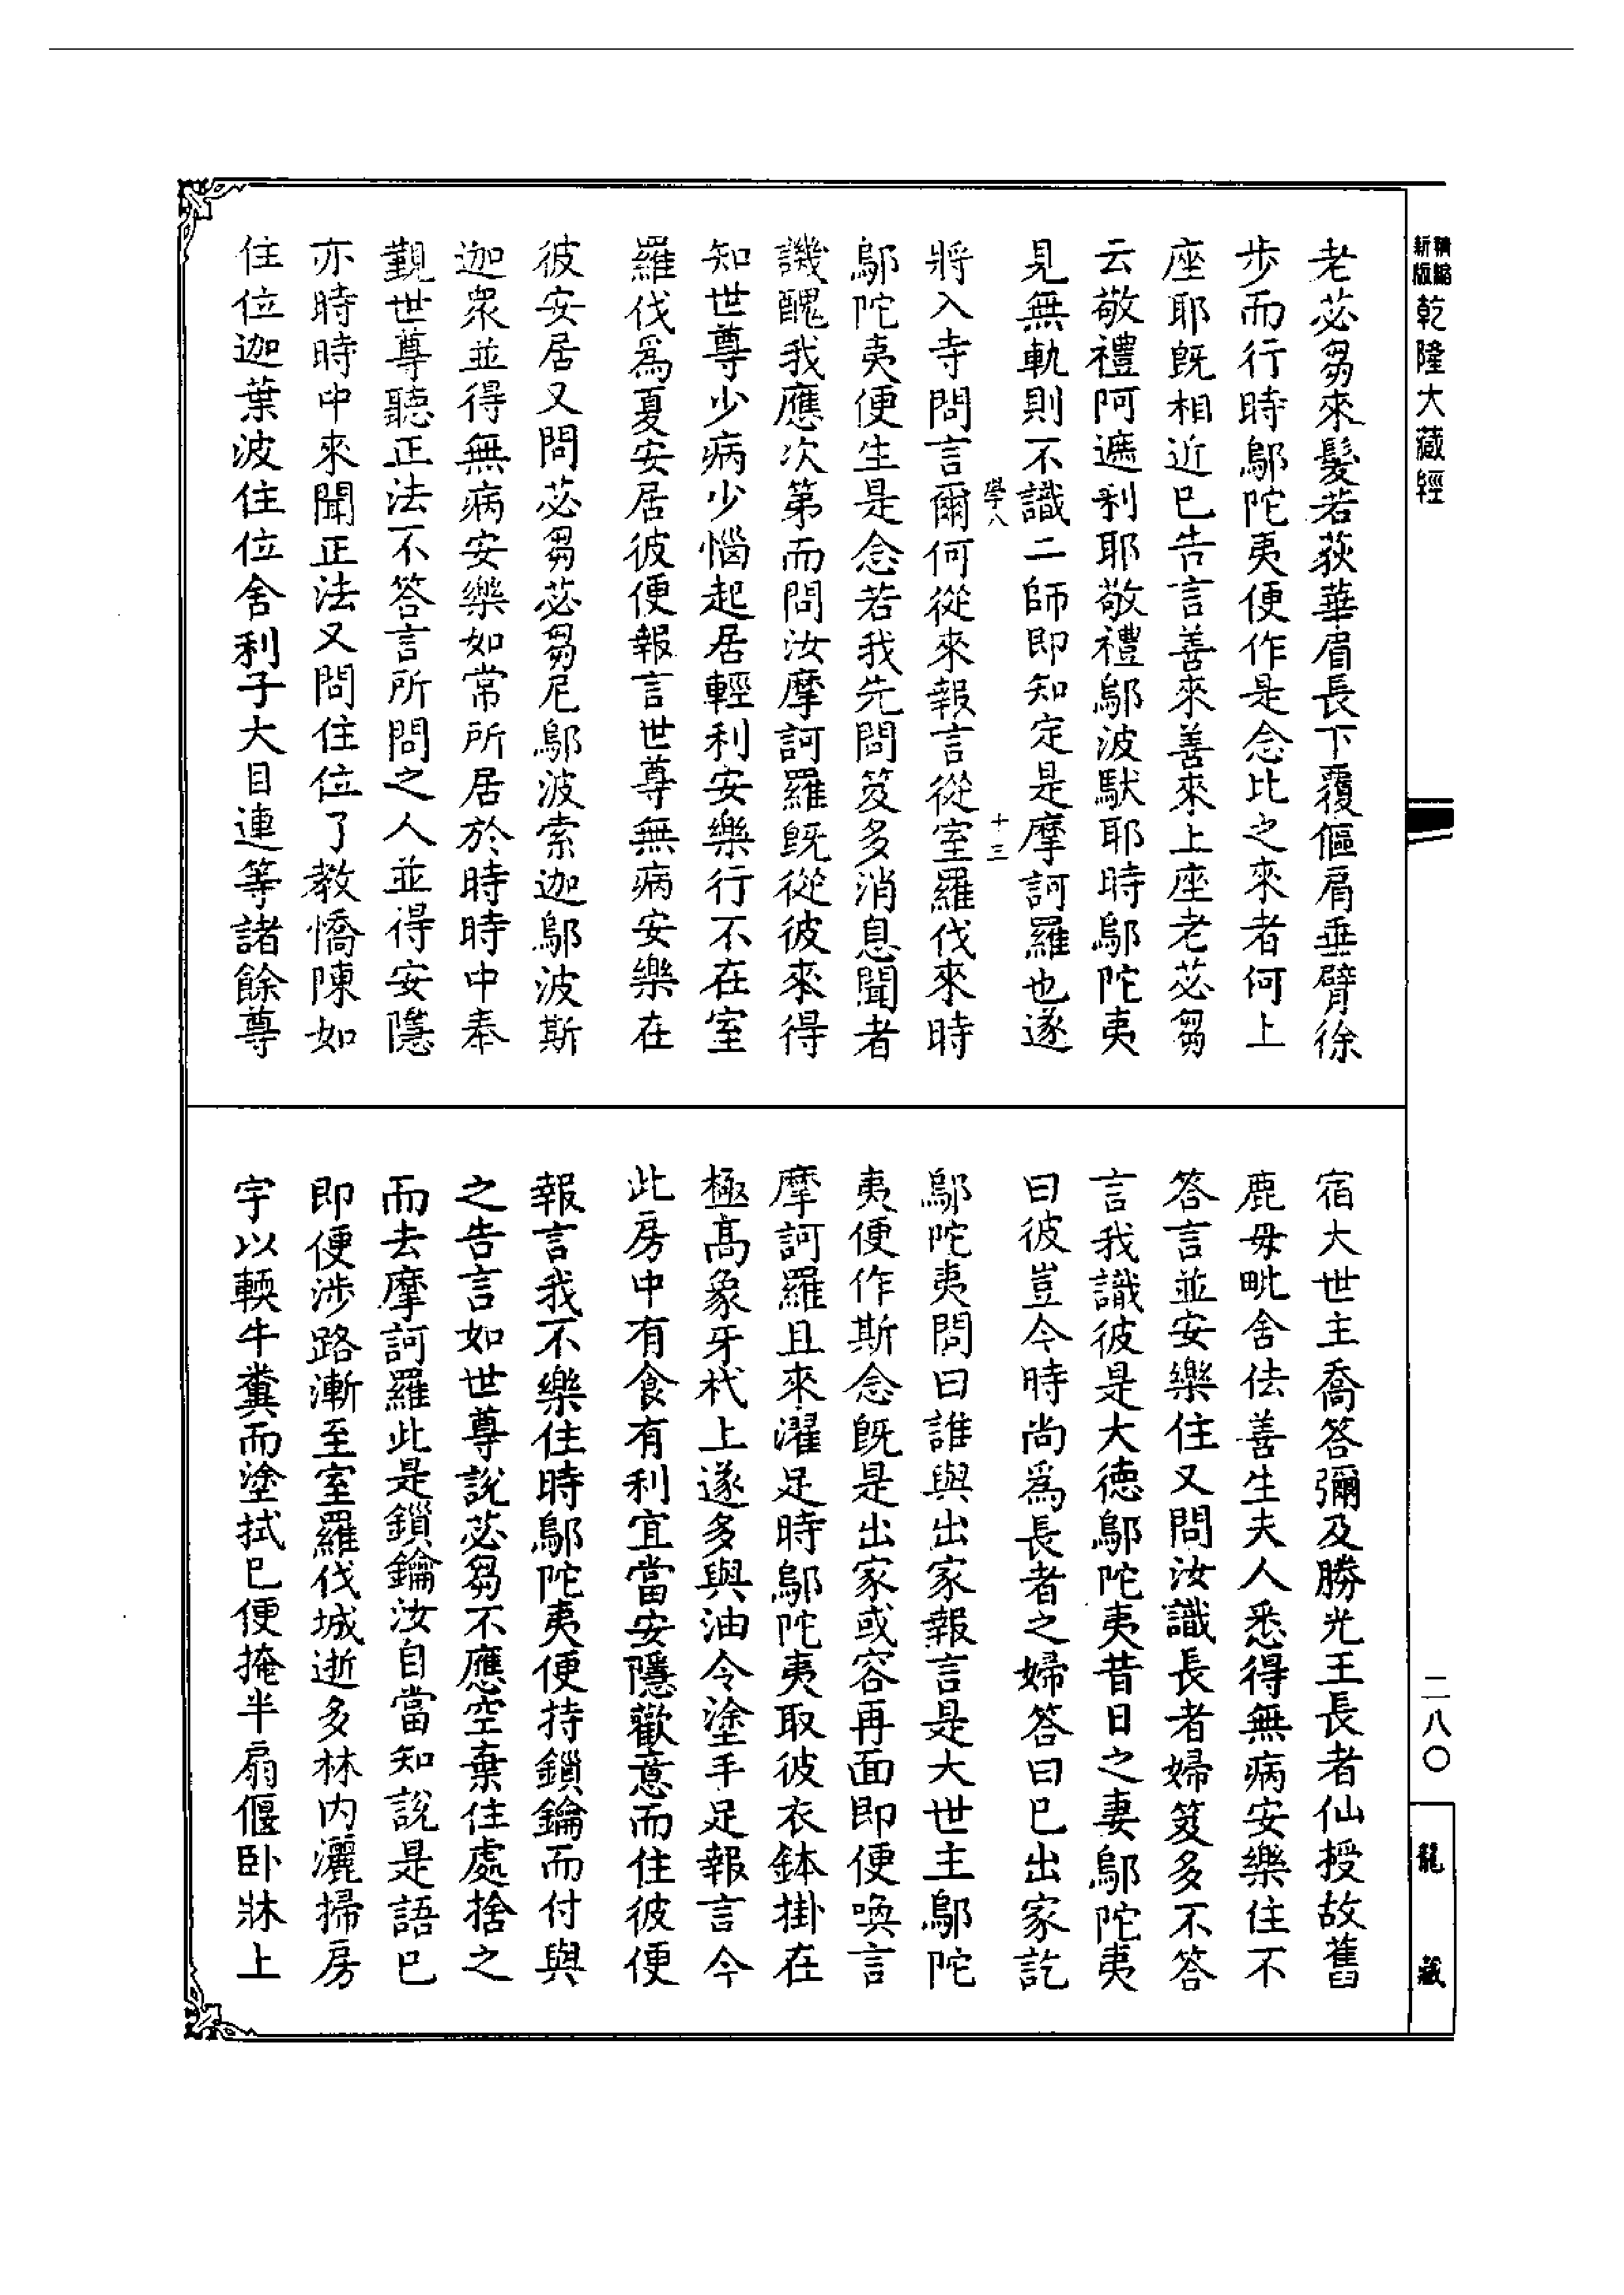 精縮新版乾隆大藏經
老苾芻來髮若荻華眉長下覆傴肩垂臂徐
步而行時鄔陀夷便作是念比之來者何上
座耶既相近已告言善來善來上座老苾芻
云敬禮阿遮利耶敬禮鄔波馱耶時鄔陀夷
見無軌則不識二師即知定是摩訶羅也遂
學八
十三
將入寺問言爾何從來報言從室羅伐來時
鄔陀夷便生是念若我先問笈多消息聞者
譏醜我應次第而問汝摩訶羅旣從彼來得
知世尊少病少惱起居輕利安樂行不在室
羅伐爲夏安居彼便報言世尊無病安樂在
彼安居又問苾芻苾芻尼鄔波索迦鄔波斯
迦衆並得無病安樂如常所居於時時中奉
覲世尊聽正法不答言所問之人並得安隱
亦時時中來聞正法又問住位了教憍陳如
住位迦葉波住位舍利子大目連等諸餘尊
宿大世主喬答彌及勝光王長者仙授故舊
鹿母毗舍佉善生夫人悉得無病安樂住不
答言並安樂住又問汝識長者婦笈多不答
言我識彼是大德鄔陀夷昔日之妻鄔陀夷
曰彼豈今時尚爲長者之婦答曰已出家訖
鄔陀夷問曰誰與出家報言是大世主鄔陀
夷便作斯念旣是出家或容再面即便喚言
摩訶羅且來濯足時鄔陀夷取彼衣鉢掛在
極高象牙杙上遂多與油令塗手足報言今
此房中有食有利宜當安隱歡意而住彼便
報言我不樂住時鄔陀夷便持鎖鑰而付與
之告言如世尊說苾芻不應空棄住處捨之
而去摩訶羅此是鎖鑰汝自當知說是語已
即便涉路漸至室羅伐城逝多林内灑掃房
宇以輭牛糞而塗拭已便掩半扇偃卧牀上
二八〇
龍藏